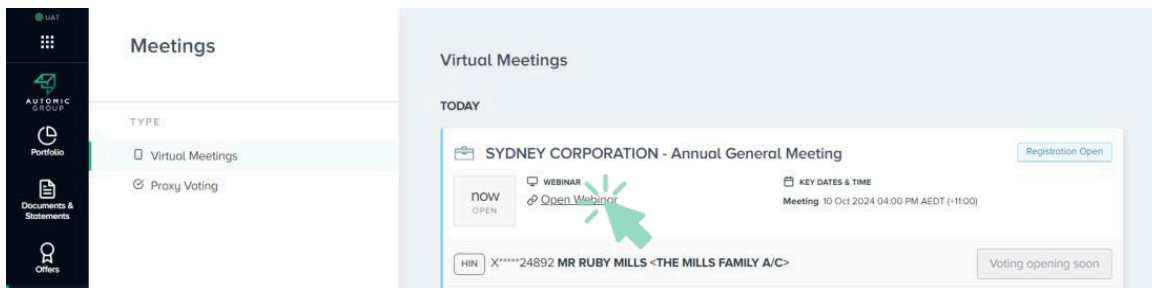 UAT
AUTOMIC
GROUP
Portfolio
Documents &
Statements
Offers
Meetings
TYPE
Virtual Meetings
Proxy Voting
Virtual Meetings
TODAY
SYDNEY CORPORATION - Annual General Meeting
Registration Open
now
OPEN
WEBINAR
Open Webinar
KEY DATES & TIME
Meeting 10 Oct 2024 04:00 PM AEDT (+11:00)
HIN X*****24892 MR RUBY MILLS <THE MILLS FAMILY A/C>
Voting opening soon